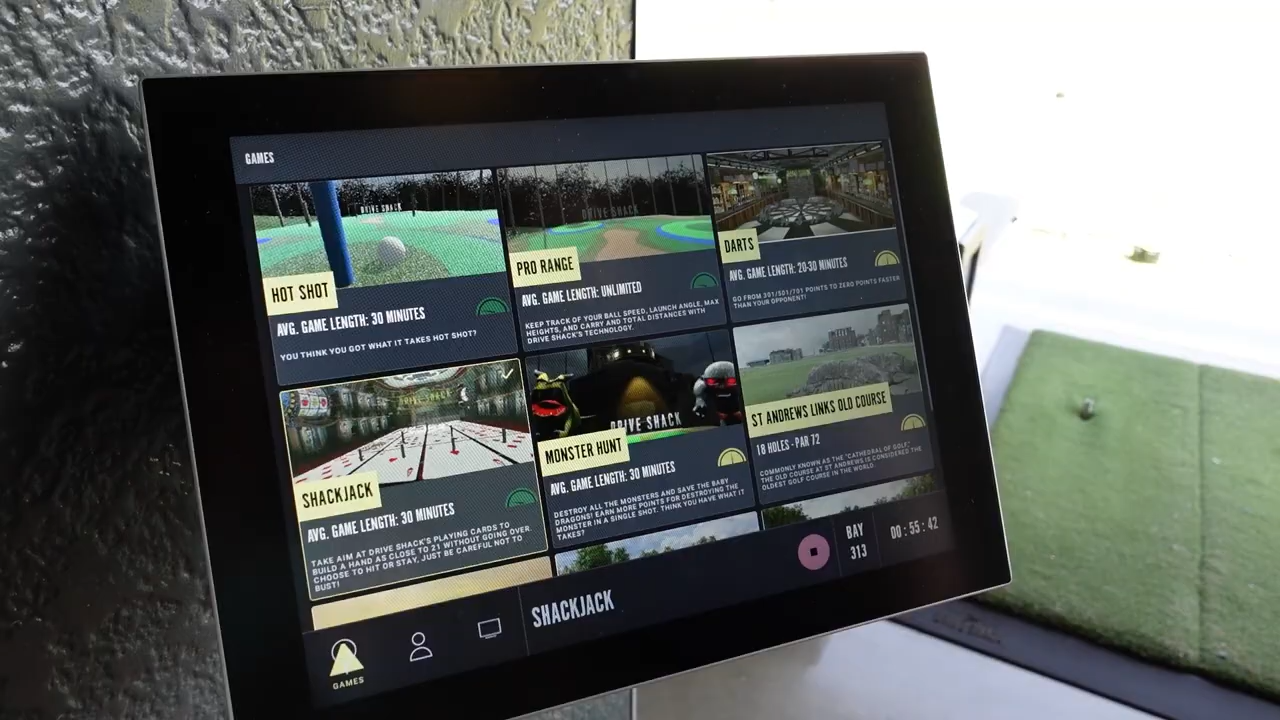 GAMES
DRIVE SHACK
HOT SHOT
AVG. GAME LENGTH: 30 MINUTES
YOU THINK YOU GOT WHAT IT TAKES HOT SHOT?
DRIVE SHACK
PRO RANGE
AVG. GAME LENGTH: UNLIMITED
KEEP TRACK OF YOUR BALL SPEED, LAUNCH ANGLE, MAX
HEIGHTS, AND CARRY AND TOTAL DISTANCES WITH
DRIVE SHACK'S TECHNOLOGY.
DARTS
AVG. GAME LENGTH: 20-30 MINUTES
GO FROM 301/501/701 POINTS TO ZERO POINTS FASTER
THAN YOUR OPPONENT!
DRIVE SHACK
SHACKJACK
AVG. GAME LENGTH: 30 MINUTES
TAKE AIM AT DRIVE SHACK'S PLAYING CARDS TO
BUILD A HAND AS CLOSE TO 21 WITHOUT GOING OVER.
CHOOSE TO HIT OR STAY, JUST BE CAREFUL NOT TO
BUST!
DRIVE SHACK
MONSTER HUNT
AVG. GAME LENGTH: 30 MINUTES
DESTROY ALL THE MONSTERS AND SAVE THE BABY
DRAGONS! EARN MORE POINTS FOR DESTROYING THE
MONSTER IN A SINGLE SHOT. THINK YOU HAVE WHAT IT
TAKES?
ST ANDREWS LINKS OLD COURSE
18 HOLES - PAR 72
COMMONLY KNOWN AS THE "CATHEDRAL OF GOLF,"
THE OLD COURSE AT ST ANDREWS IS CONSIDERED THE
OLDEST GOLF COURSE IN THE WORLD.
GAMES
SHACKJACK
BAY
313
00:55:42